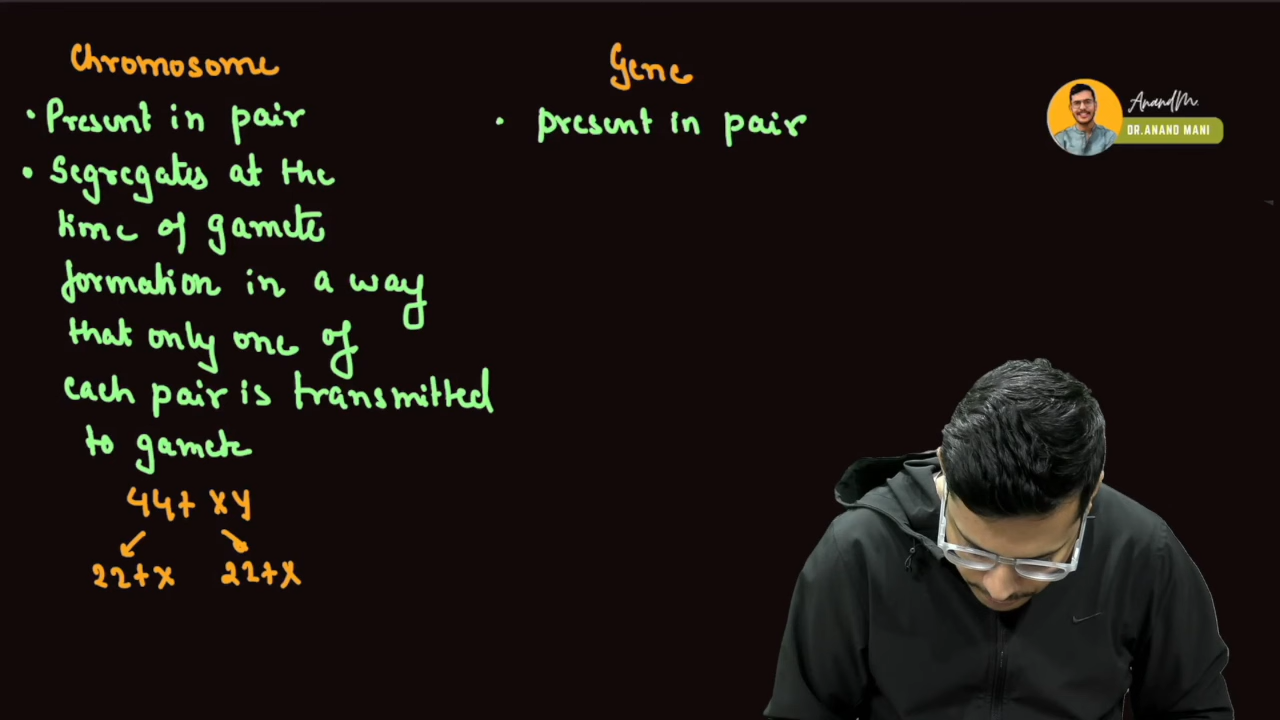 Chromosome
• Present in pair
• Segregates at the
time of gamete
formation in a way
that only one of
each pair is transmitted
to gamete
44+ XY
22+X 22+X
Gene
• present in pair
AnandM.
DR.ANAND MANI